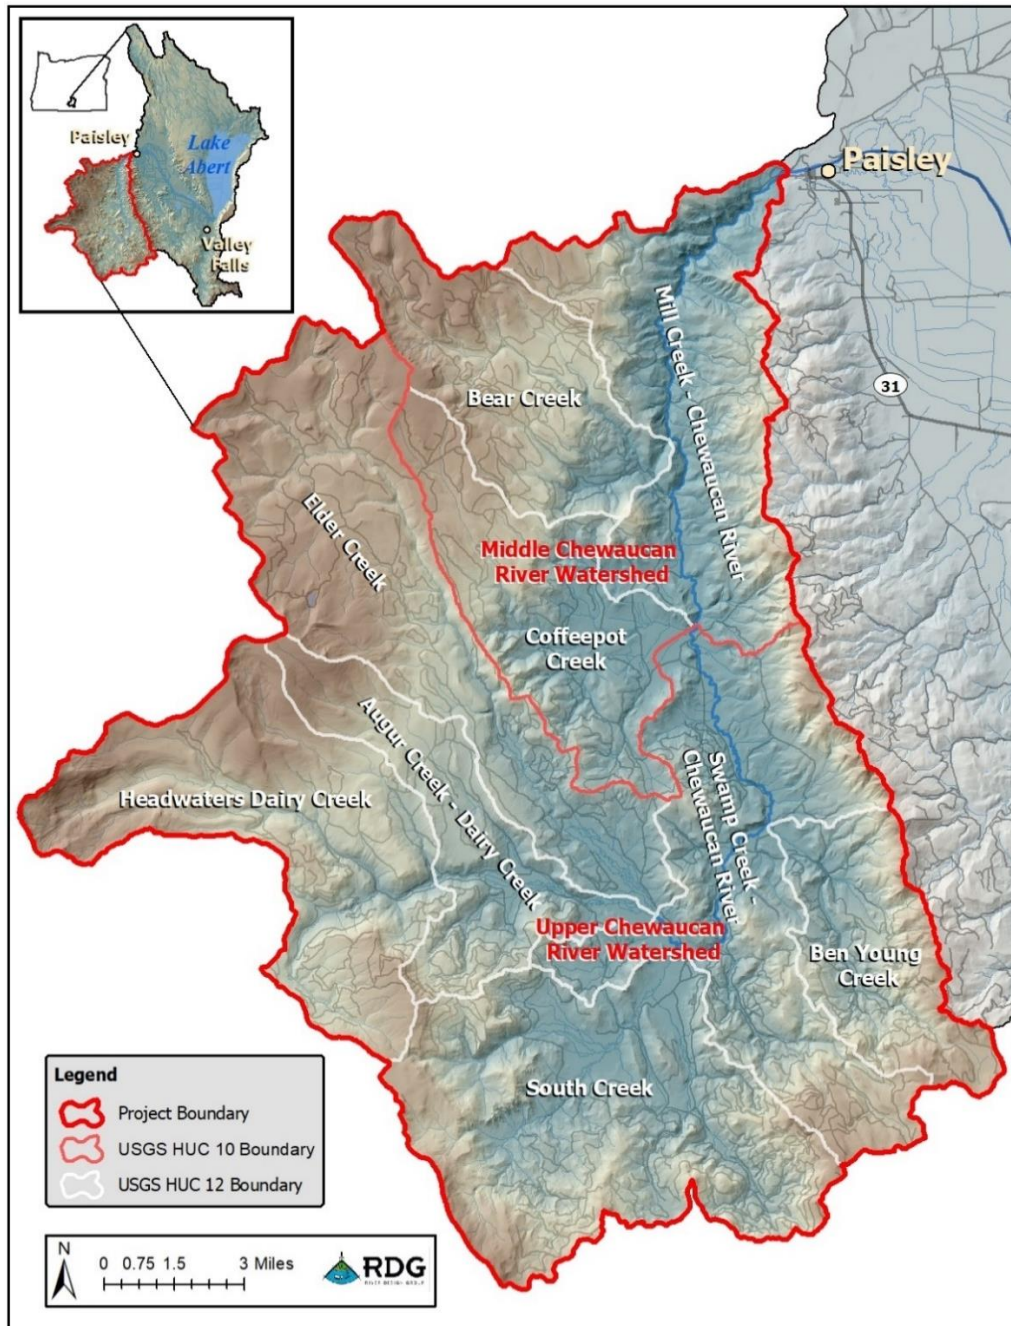 Paisley
Lake
Abert
Valley
Falls
Paisley
31
Mill Creek - Chewaucan River
Bear Creek
Elder Creek
Middle Chewaucan
River Watershed
Coffeepot
Creek
Augur Creek - Dairy Creek
Headwaters Dairy Creek
Swamp Creek -
Chewaucan River
Upper Chewaucan
River Watershed
Ben Young
Creek
South Creek
Legend
Project Boundary
USGS HUC 10 Boundary
USGS HUC 12 Boundary
N
0 0.75 1.5 3 Miles
RDG
RIVER DESIGN GROUP